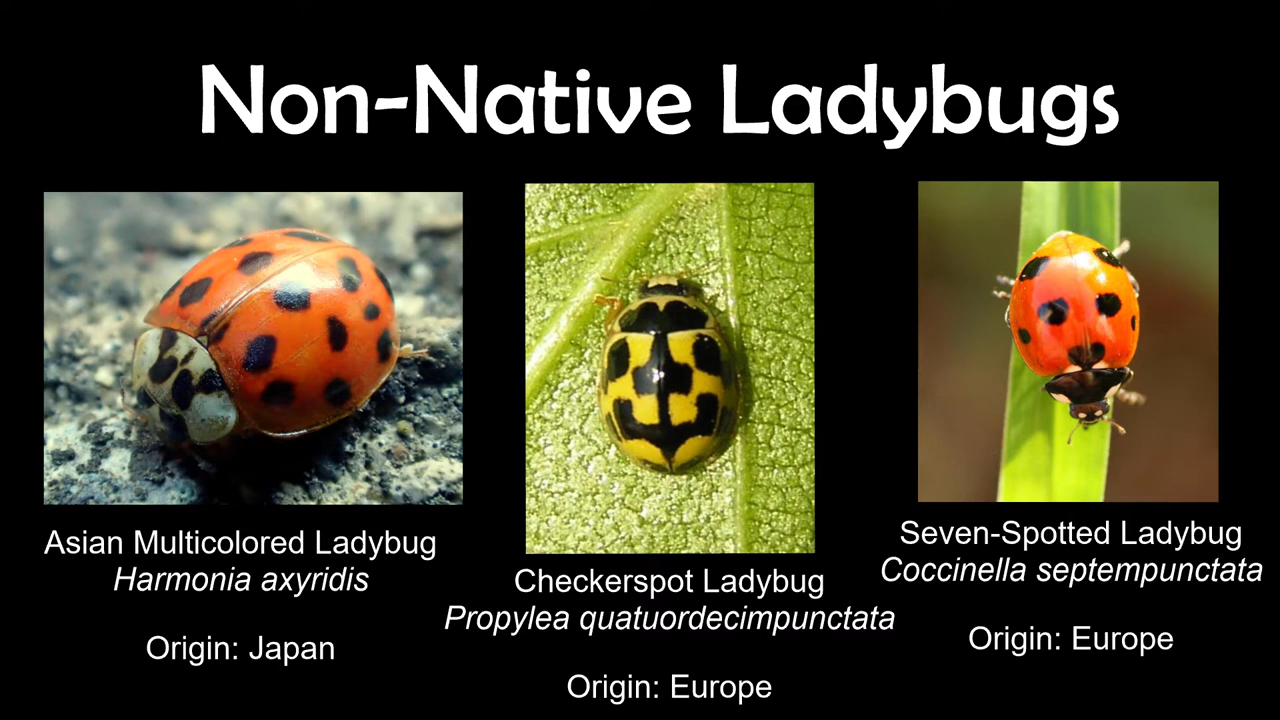 Non-Native Ladybugs
Asian Multicolored Ladybug
Harmonia axyridis
Origin: Japan
Checkerspot Ladybug
Propylea quatuordecimpunctata
Origin: Europe
Seven-Spotted Ladybug
Coccinella septempunctata
Origin: Europe